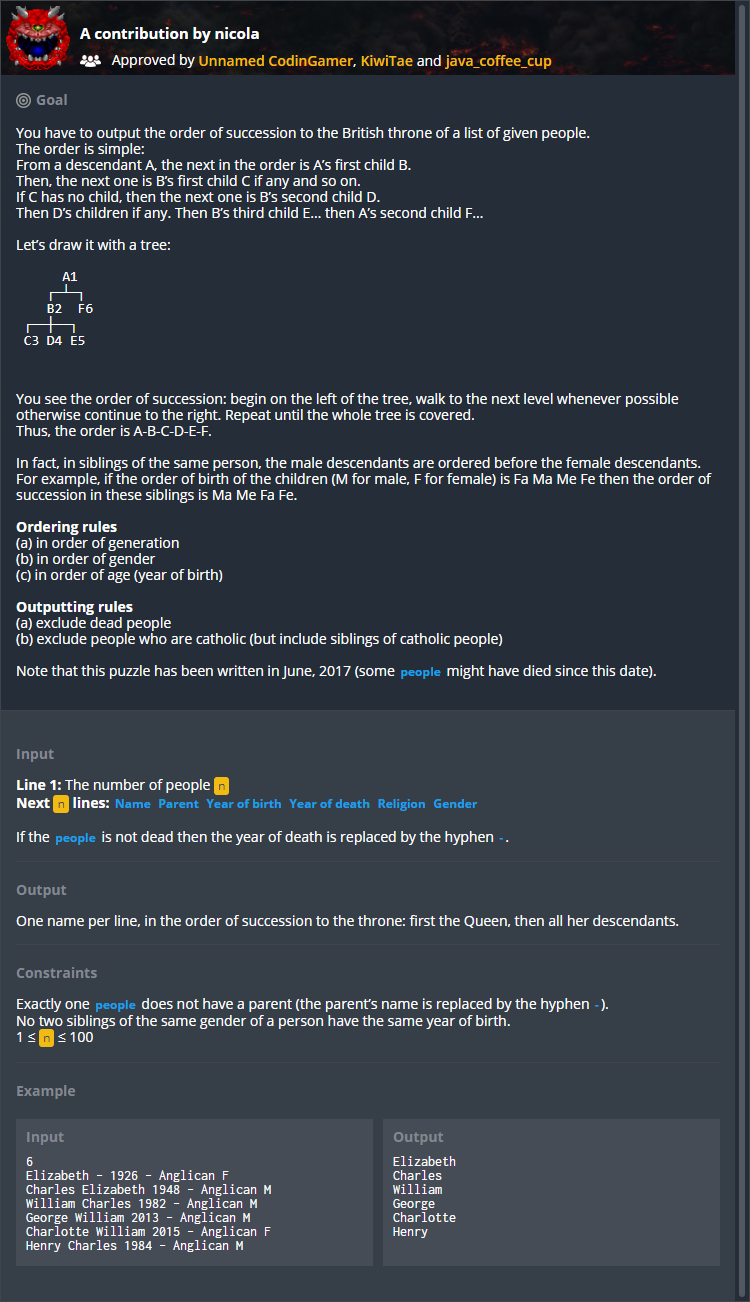 A contribution by nicola
Approved by Unnamed CodinGamer, KiwiTae and java_coffee_cup
Goal
You have to output the order of succession to the British throne of a list of given people.
The order is simple:
From a descendant A, the next in the order is A’s first child B.
Then, the next one is B’s first child C if any and so on.
If C has no child, then the next one is B’s second child D.
Then D’s children if any. Then B’s third child E… then A’s second child F…
Let’s draw it with a tree:
A1
B2 F6
C3 D4 E5
You see the order of succession: begin on the left of the tree, walk to the next level whenever possible
otherwise continue to the right. Repeat until the whole tree is covered.
Thus, the order is A-B-C-D-E-F.
In fact, in siblings of the same person, the male descendants are ordered before the female descendants.
For example, if the order of birth of the children (M for male, F for female) is Fa Ma Me Fe then the order of
succession in these siblings is Ma Me Fa Fe.
Ordering rules
(a) in order of generation
(b) in order of gender
(c) in order of age (year of birth)
Outputting rules
(a) exclude dead people
(b) exclude people who are catholic (but include siblings of catholic people)
Note that this puzzle has been written in June, 2017 (some people might have died since this date).
Input
Line 1: The number of people n
Next n lines: Name Parent Year of birth Year of death Religion Gender
If the people is not dead then the year of death is replaced by the hyphen -.
Output
One name per line, in the order of succession to the throne: first the Queen, then all her descendants.
Constraints
Exactly one people does not have a parent (the parent’s name is replaced by the hyphen -).
No two siblings of the same gender of a person have the same year of birth.
1 ≤ n ≤ 100
Example
Input
6
Elizabeth - 1926 - Anglican F
Charles Elizabeth 1948 - Anglican M
William Charles 1982 - Anglican M
George William 2013 - Anglican M
Charlotte William 2015 - Anglican F
Henry Charles 1984 - Anglican M
Output
Elizabeth
Charles
William
George
Charlotte
Henry